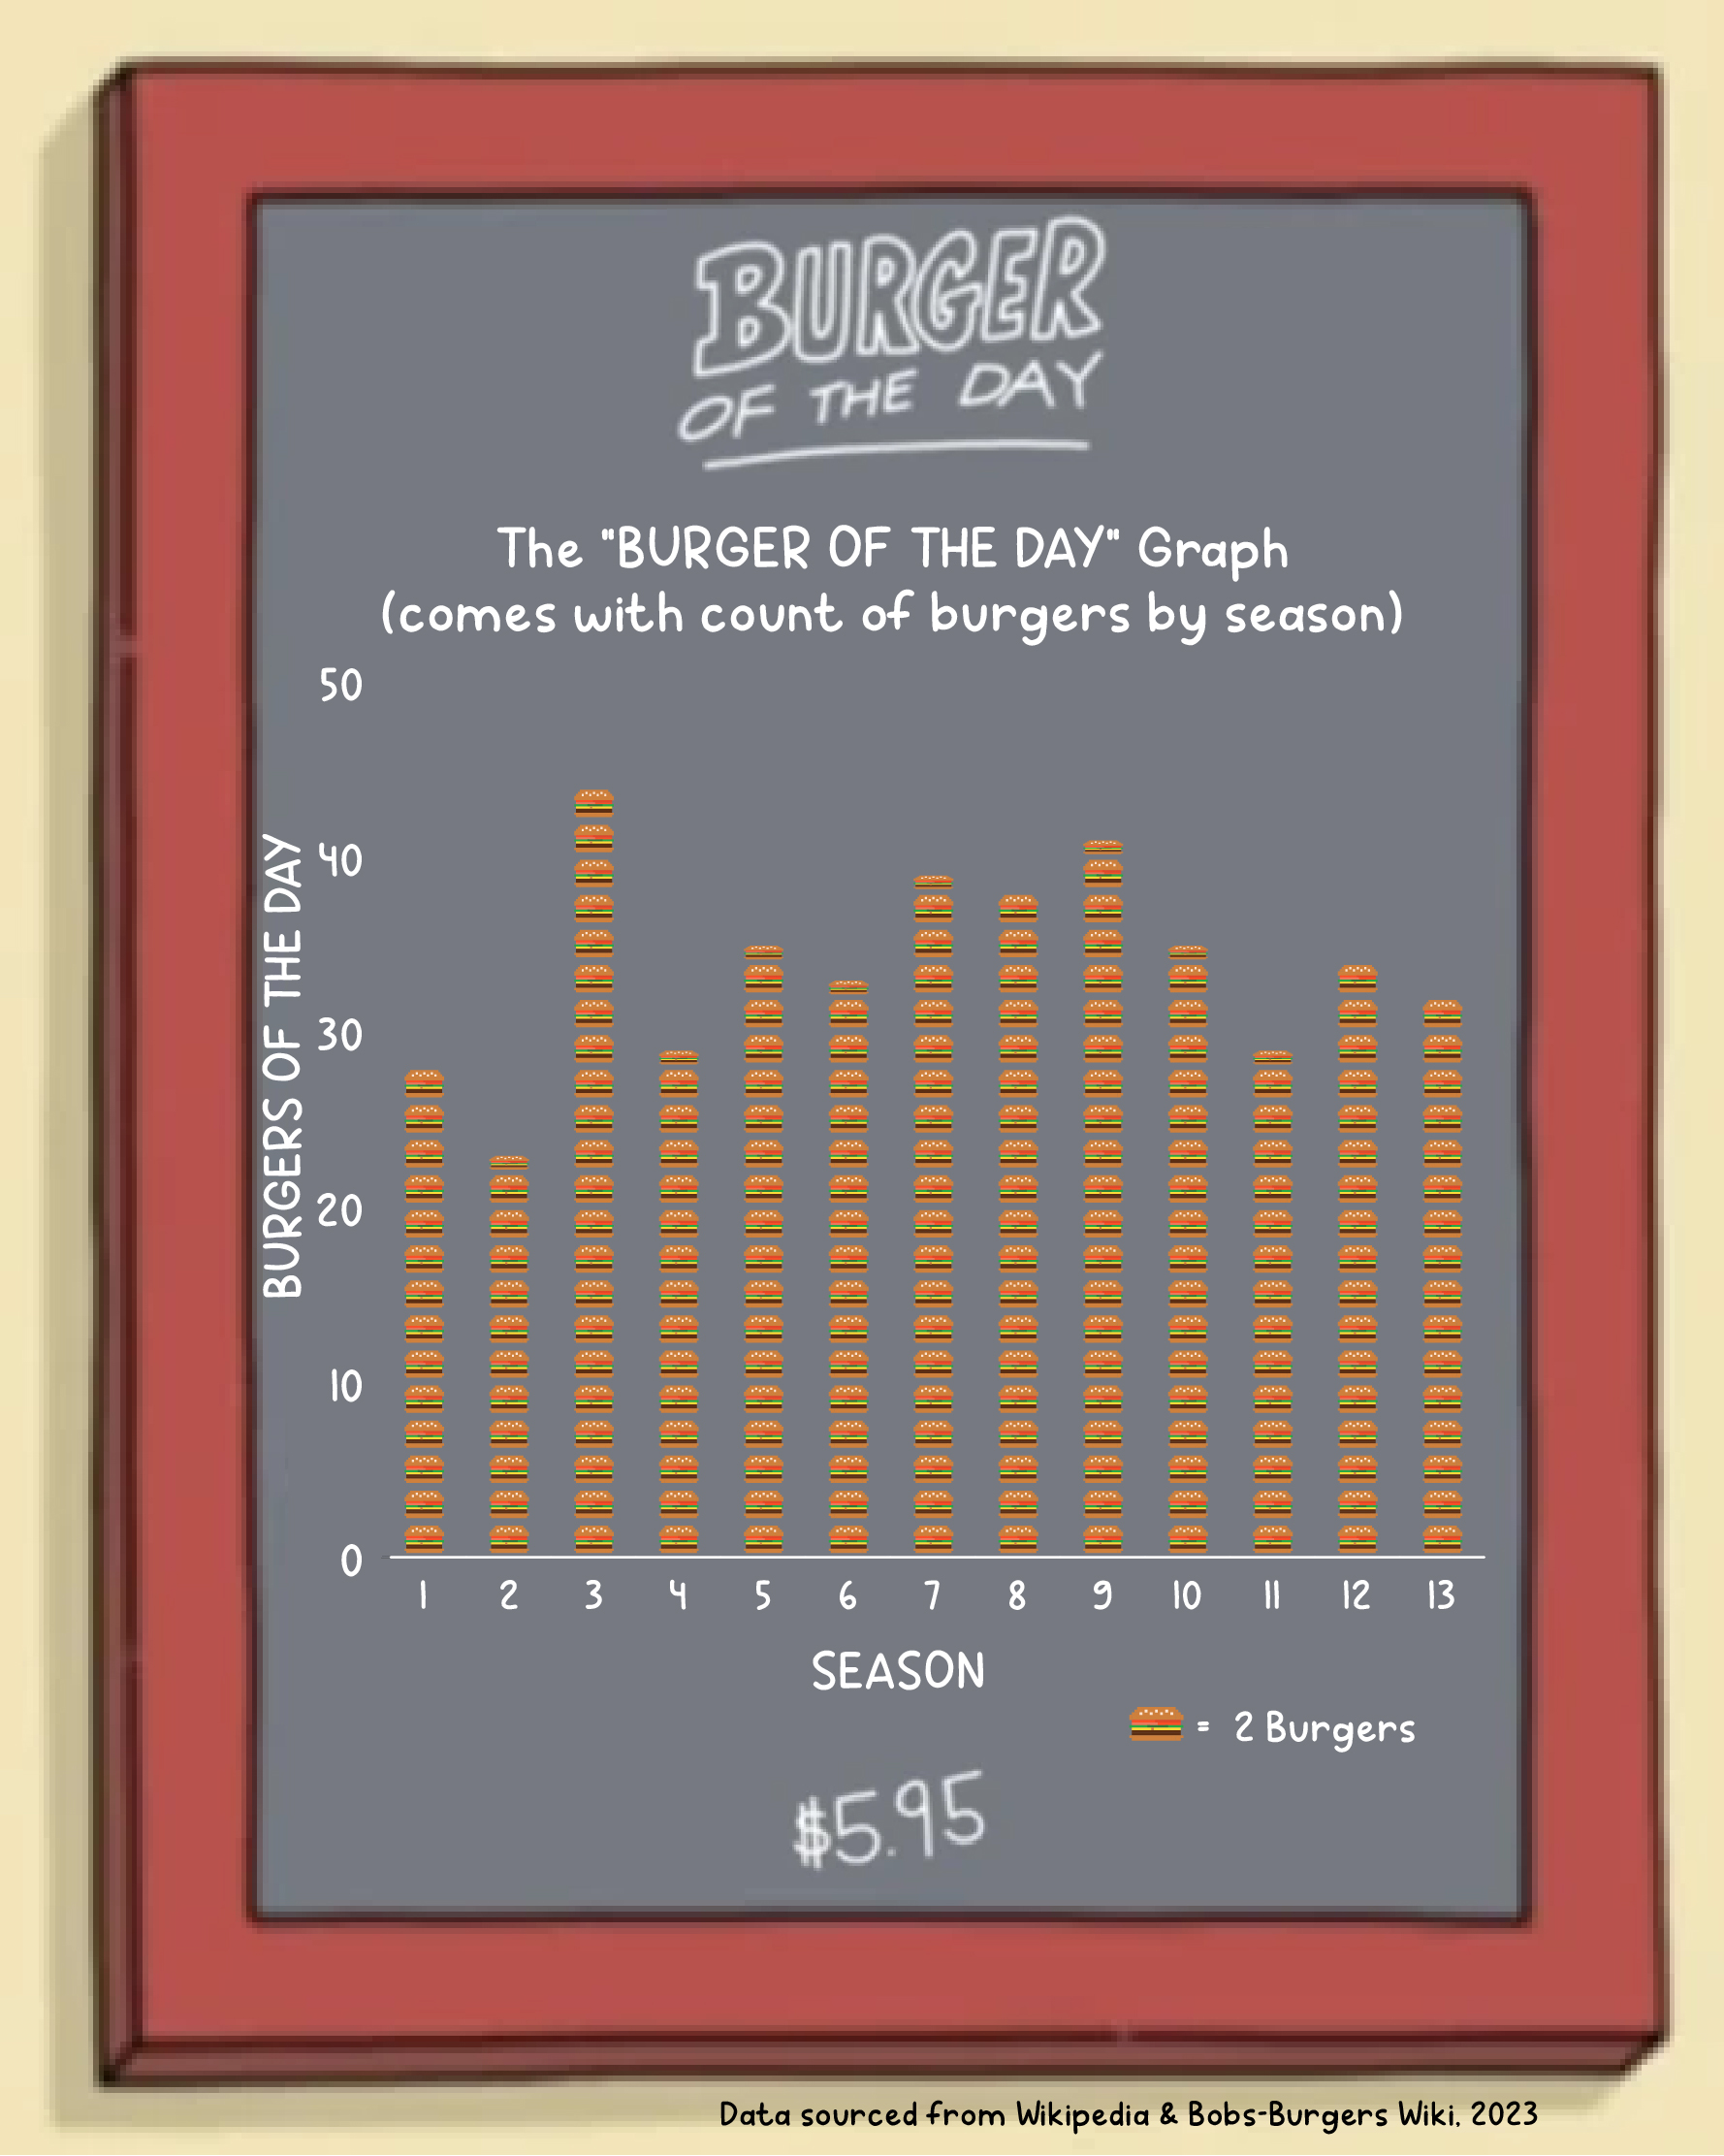 BURGER
OF THE DAY
The "BURGER OF THE DAY" Graph
(comes with count of burgers by season)
BURGERS OF THE DAY
50
40
30
20
10
0
1 2 3 4 5 6 7 8 9 10 11 12 13
SEASON
= 2 Burgers
$5.95
Data sourced from Wikipedia & Bobs-Burgers Wiki, 2023